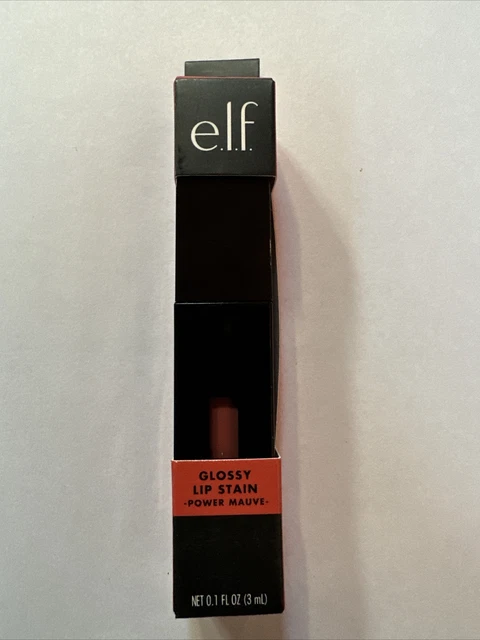 e.l.f.
GLOSSY
LIP STAIN
-POWER MAUVE-
NET 0.1 FL OZ (3 mL)